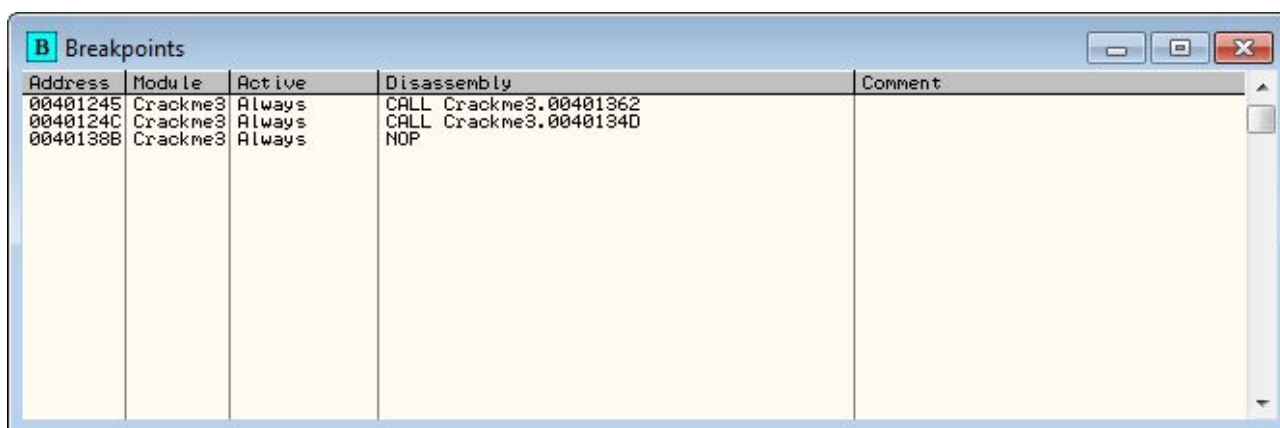 B Breakpoints
Address Module Active Disassembly Comment
00401245 Crackme3 Always CALL Crackme3.00401362
0040124C Crackme3 Always CALL Crackme3.0040134D
0040138B Crackme3 Always NOP